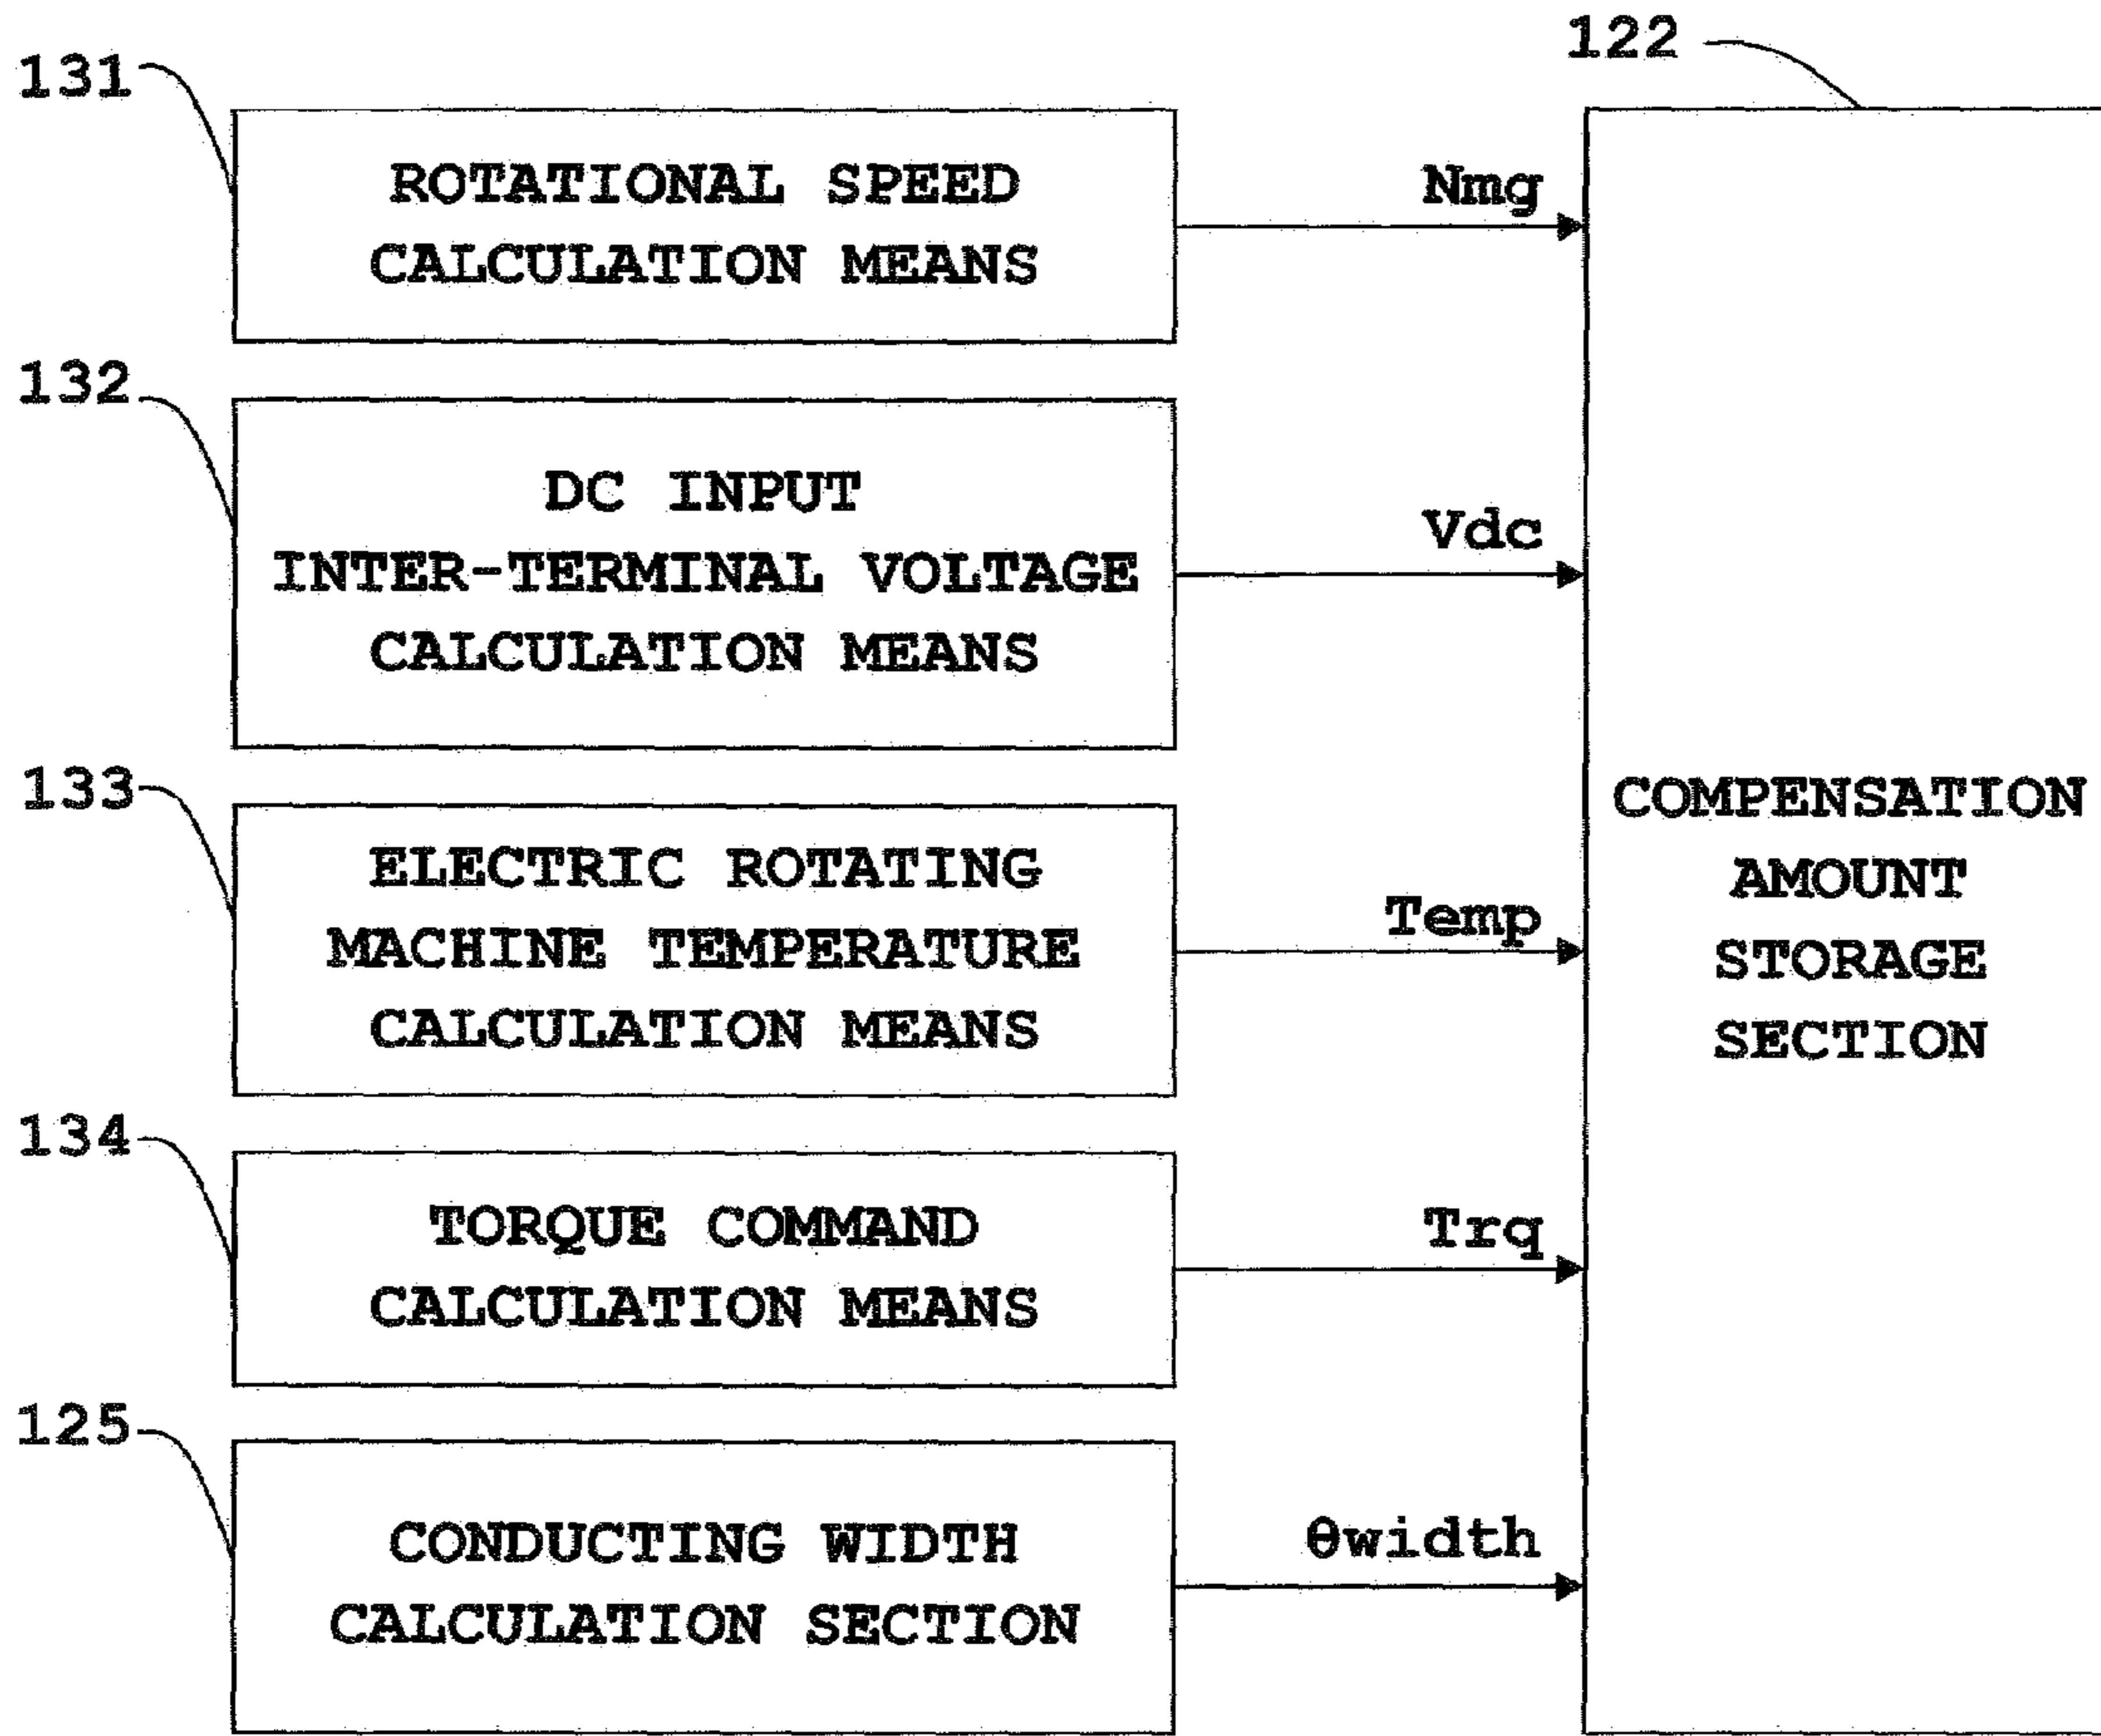 122
131
ROTATIONAL SPEED
CALCULATION MEANS
Nmg
132
DC INPUT
INTER-TERMINAL VOLTAGE
CALCULATION MEANS
Vdc
133
ELECTRIC ROTATING
MACHINE TEMPERATURE
CALCULATION MEANS
Temp
134
TORQUE COMMAND
CALCULATION MEANS
Trq
125
CONDUCTING WIDTH
CALCULATION SECTION
θwidth
COMPENSATION
AMOUNT
STORAGE
SECTION